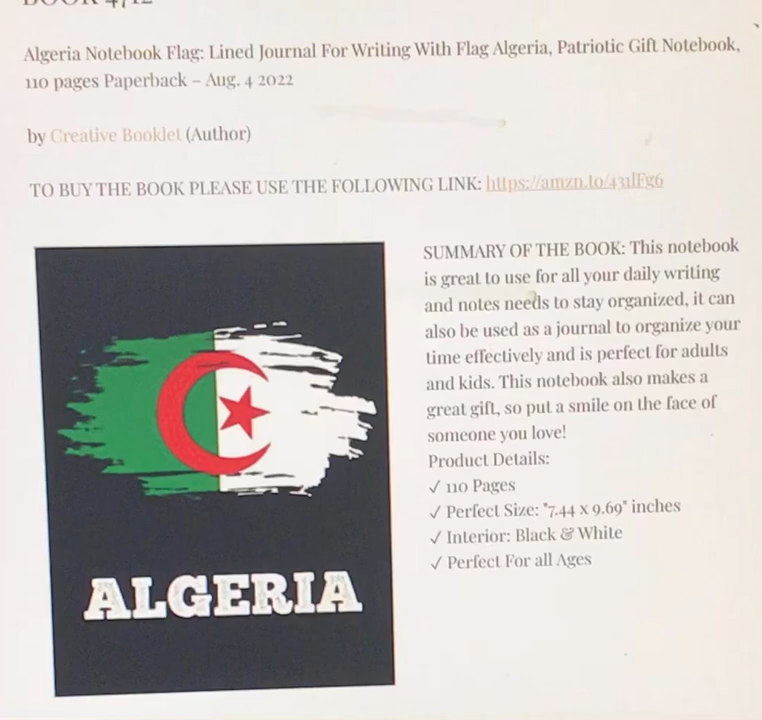 BOOK 4712
Algeria Notebook Flag: Lined Journal For Writing With Flag Algeria, Patriotic Gift Notebook,
110 pages Paperback – Aug. 4 2022
by Creative Booklet (Author)
TO BUY THE BOOK PLEASE USE THE FOLLOWING LINK: https://amzn.to/43ulFg6
SUMMARY OF THE BOOK: This notebook
is great to use for all your daily writing
and notes needs to stay organized, it can
also be used as a journal to organize your
time effectively and is perfect for adults
and kids. This notebook also makes a
great gift, so put a smile on the face of
someone you love!
Product Details:
✓ 110 Pages
✓ Perfect Size: "7.44 x 9.69" inches
✓ Interior: Black & White
✓ Perfect For all Ages
ALGERIA